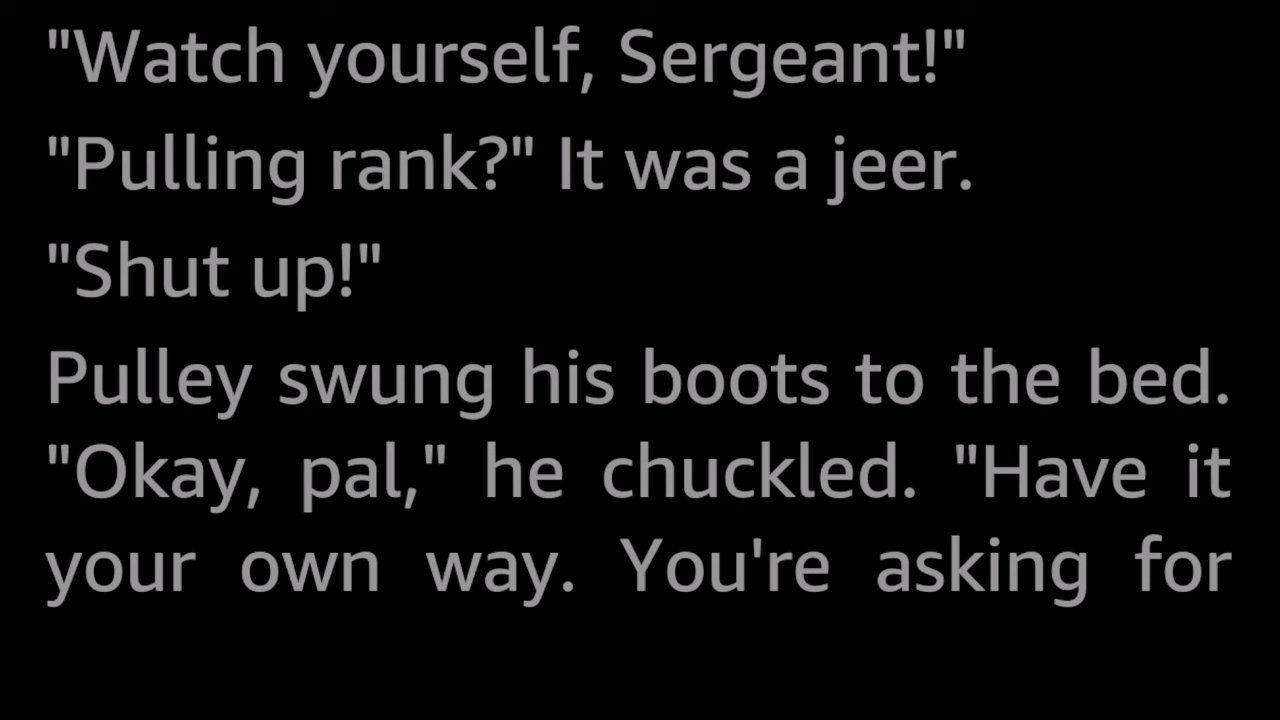 "Watch yourself, Sergeant!"
"Pulling rank?" It was a jeer.
"Shut up!"
Pulley swung his boots to the bed.
"Okay, pal," he chuckled. "Have it
your own way. You're asking for